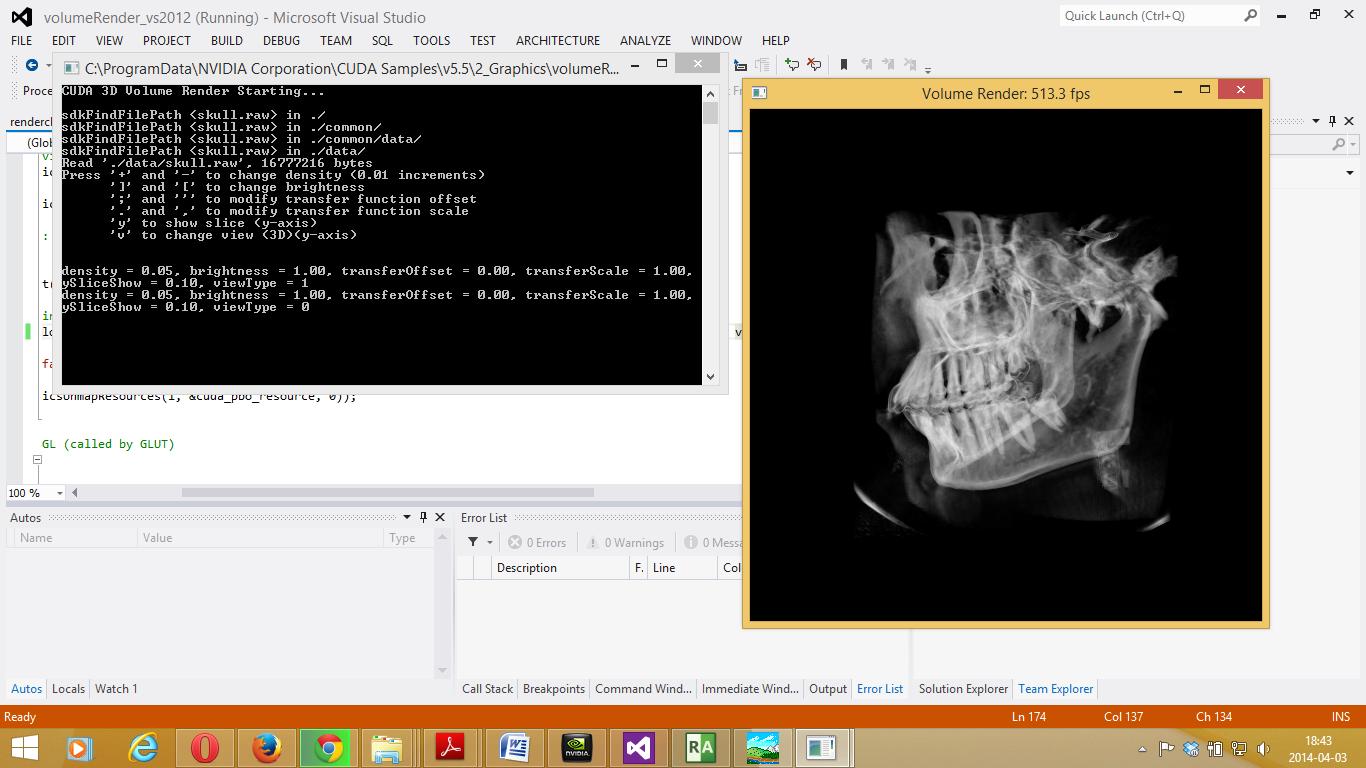 volumeRender_vs2012 (Running) - Microsoft Visual Studio
Quick Launch (Ctrl+Q)
FILE EDIT VIEW PROJECT BUILD DEBUG TEAM SQL TOOLS TEST ARCHITECTURE ANALYZE WINDOW HELP
C:\ProgramData\NVIDIA Corporation\CUDA Samples\v5.5\2_Graphics\volumeR...
Proce
renderc
(Glob
CUDA 3D Volume Render Starting...
sdkFindFilePath <skull.raw> in ./
sdkFindFilePath <skull.raw> in ./common/
sdkFindFilePath <skull.raw> in ./common/data/
sdkFindFilePath <skull.raw> in ./data/
Read './data/skull.raw', 16777216 bytes
Press '+' and '-' to change density (0.01 increments)
']' and '[' to change brightness
';' and ''' to modify transfer function offset
'.' and ',' to modify transfer function scale
'y' to show slice (y-axis)
'v' to change view (3D)(y-axis)
density = 0.05, brightness = 1.00, transferOffset = 0.00, transferScale = 1.00,
ySliceShow = 0.10, viewType = 1
density = 0.05, brightness = 1.00, transferOffset = 0.00, transferScale = 1.00,
ySliceShow = 0.10, viewType = 0
Volume Render: 513.3 fps
icsUnmapResources(1, &cuda_pbo_resource, 0));
GL (called by GLUT)
100 %
Autos
Name Value Type
Error List
0 Errors 0 Warnings 0 Messa
Description F. Line Col
Autos Locals Watch 1
Call Stack Breakpoints Command Wind... Immediate Wind... Output Error List
Solution Explorer Team Explorer
Ready Ln 174 Col 137 Ch 134 INS
NVIDIA
RA
18:43
2014-04-03